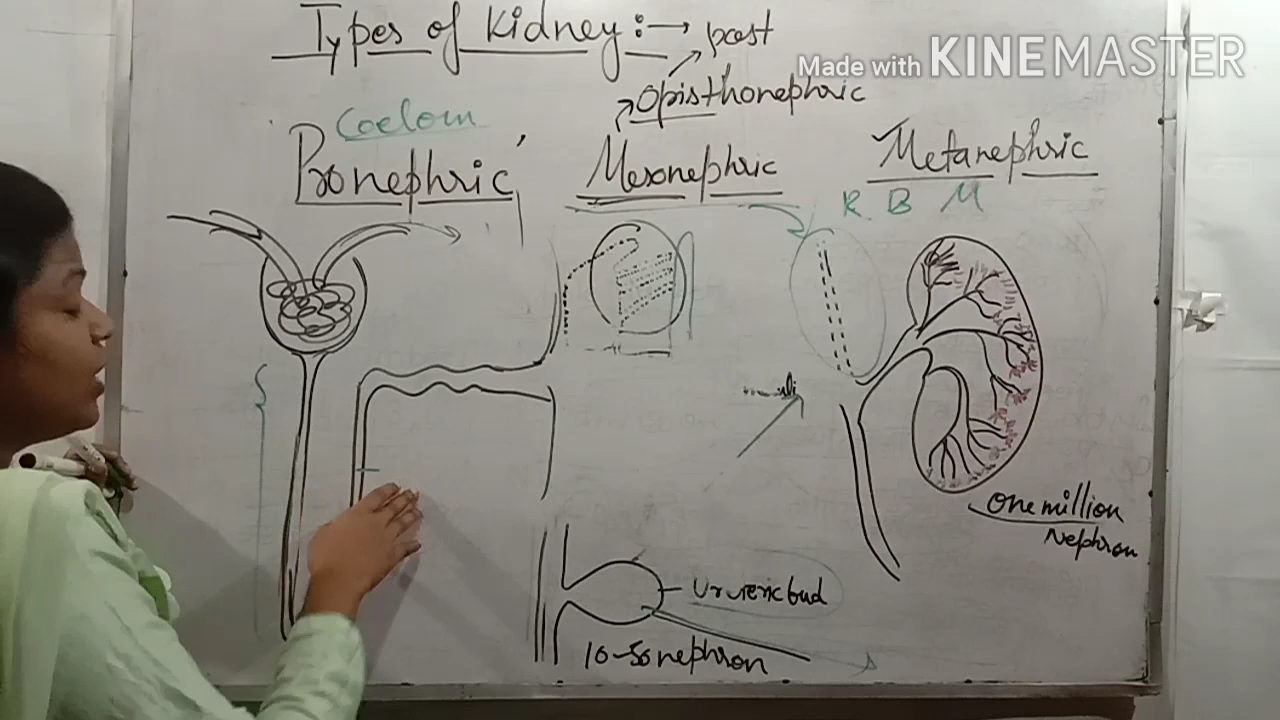 Types of kidney :→ post
Made with KINEMASTER
Opisthonephric
Coelom
Pronephric
Mesonephric
Metanephric
R B M
One million
Nephron
Urureric bud
10-50 nephron